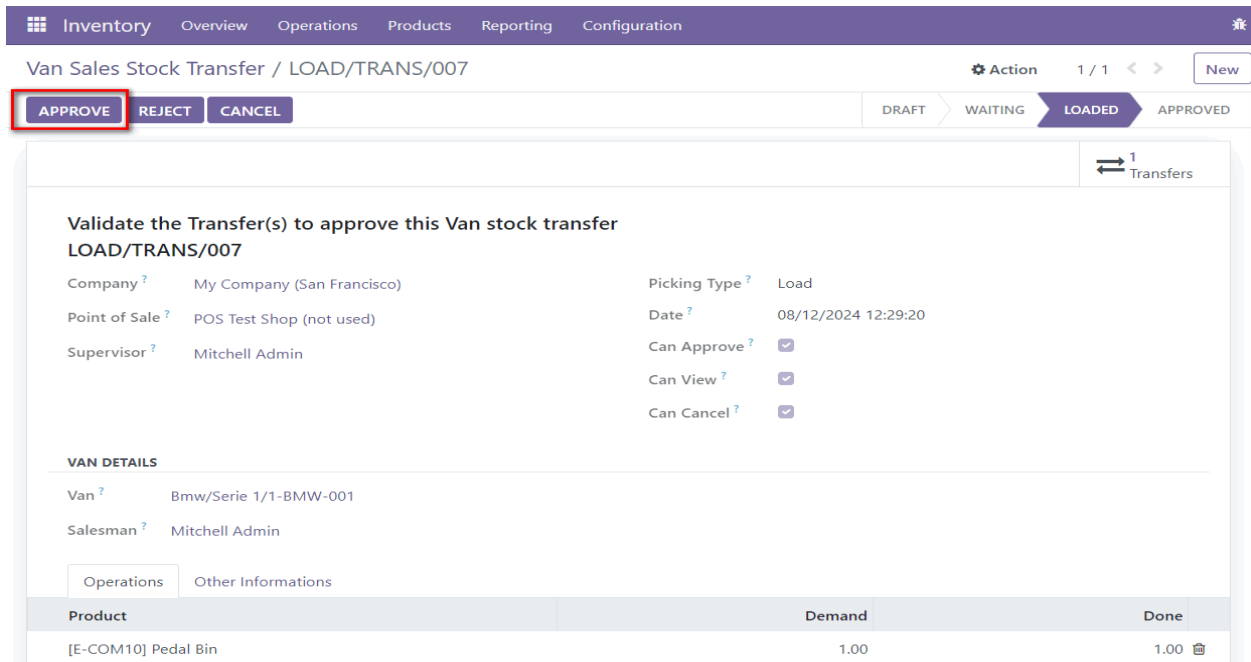 Inventory Overview Operations Products Reporting Configuration
Van Sales Stock Transfer / LOAD/TRANS/007
Action 1 / 1 New
APPROVE REJECT CANCEL
DRAFT WAITING LOADED APPROVED
1
Transfers
Validate the Transfer(s) to approve this Van stock transfer
LOAD/TRANS/007
Company ? My Company (San Francisco)
Picking Type ? Load
Point of Sale ? POS Test Shop (not used)
Date ? 08/12/2024 12:29:20
Supervisor ? Mitchell Admin
Can Approve ?
Can View ?
Can Cancel ?
VAN DETAILS
Van ? Bmw/Serie 1/1-BMW-001
Salesman ? Mitchell Admin
Operations Other Informations
Product Demand Done
[E-COM10] Pedal Bin 1.00 1.00